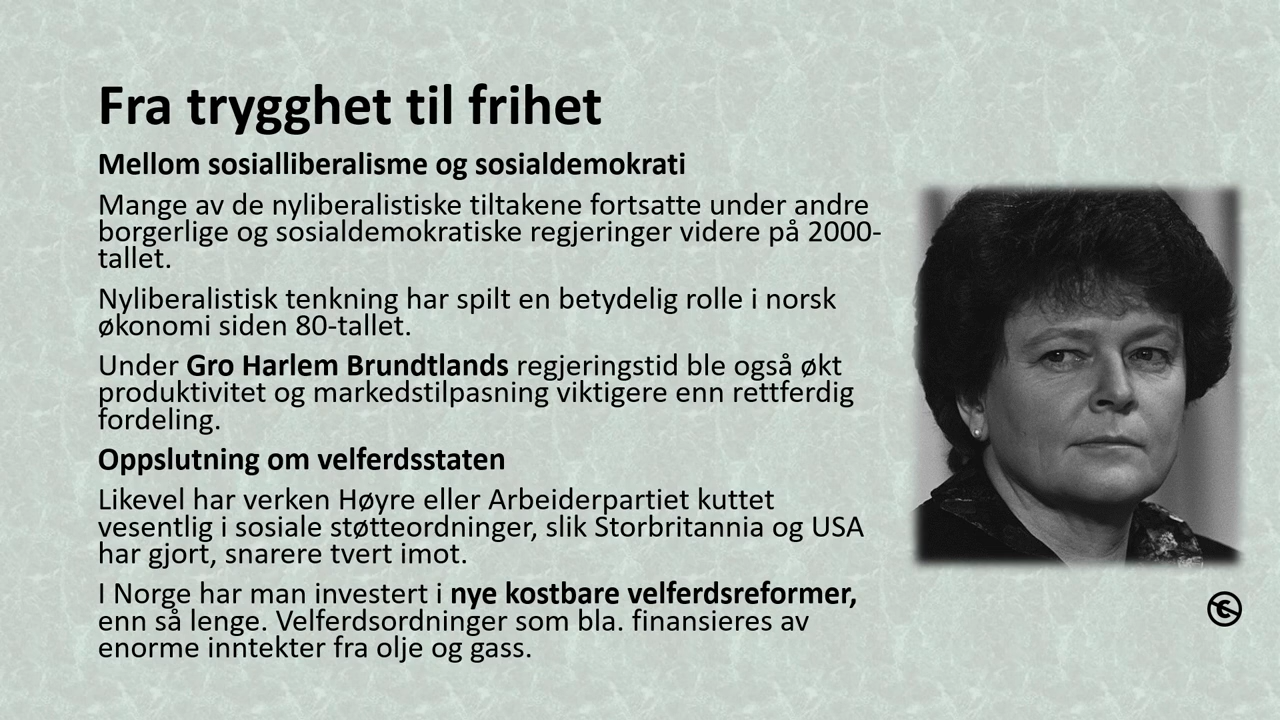 Fra trygghet til frihet
Mellom sosialliberalisme og sosialdemokrati
Mange av de nyliberalistiske tiltakene fortsatte under andre
borgerlige og sosialdemokratiske regjeringer videre på 2000-
tallet.
Nyliberalistisk tenkning har spilt en betydelig rolle i norsk
økonomi siden 80-tallet.
Under Gro Harlem Brundtlands regjeringstid ble også økt
produktivitet og markedstilpasning viktigere enn rettferdig
fordeling.
Oppslutning om velferdsstaten
Likevel har verken Høyre eller Arbeiderpartiet kuttet
vesentlig i sosiale støtteordninger, slik Storbritannia og USA
har gjort, snarere tvert imot.
I Norge har man investert i nye kostbare velferdsreformer,
enn så lenge. Velferdsordninger som bla. finansieres av
enorme inntekter fra olje og gass.